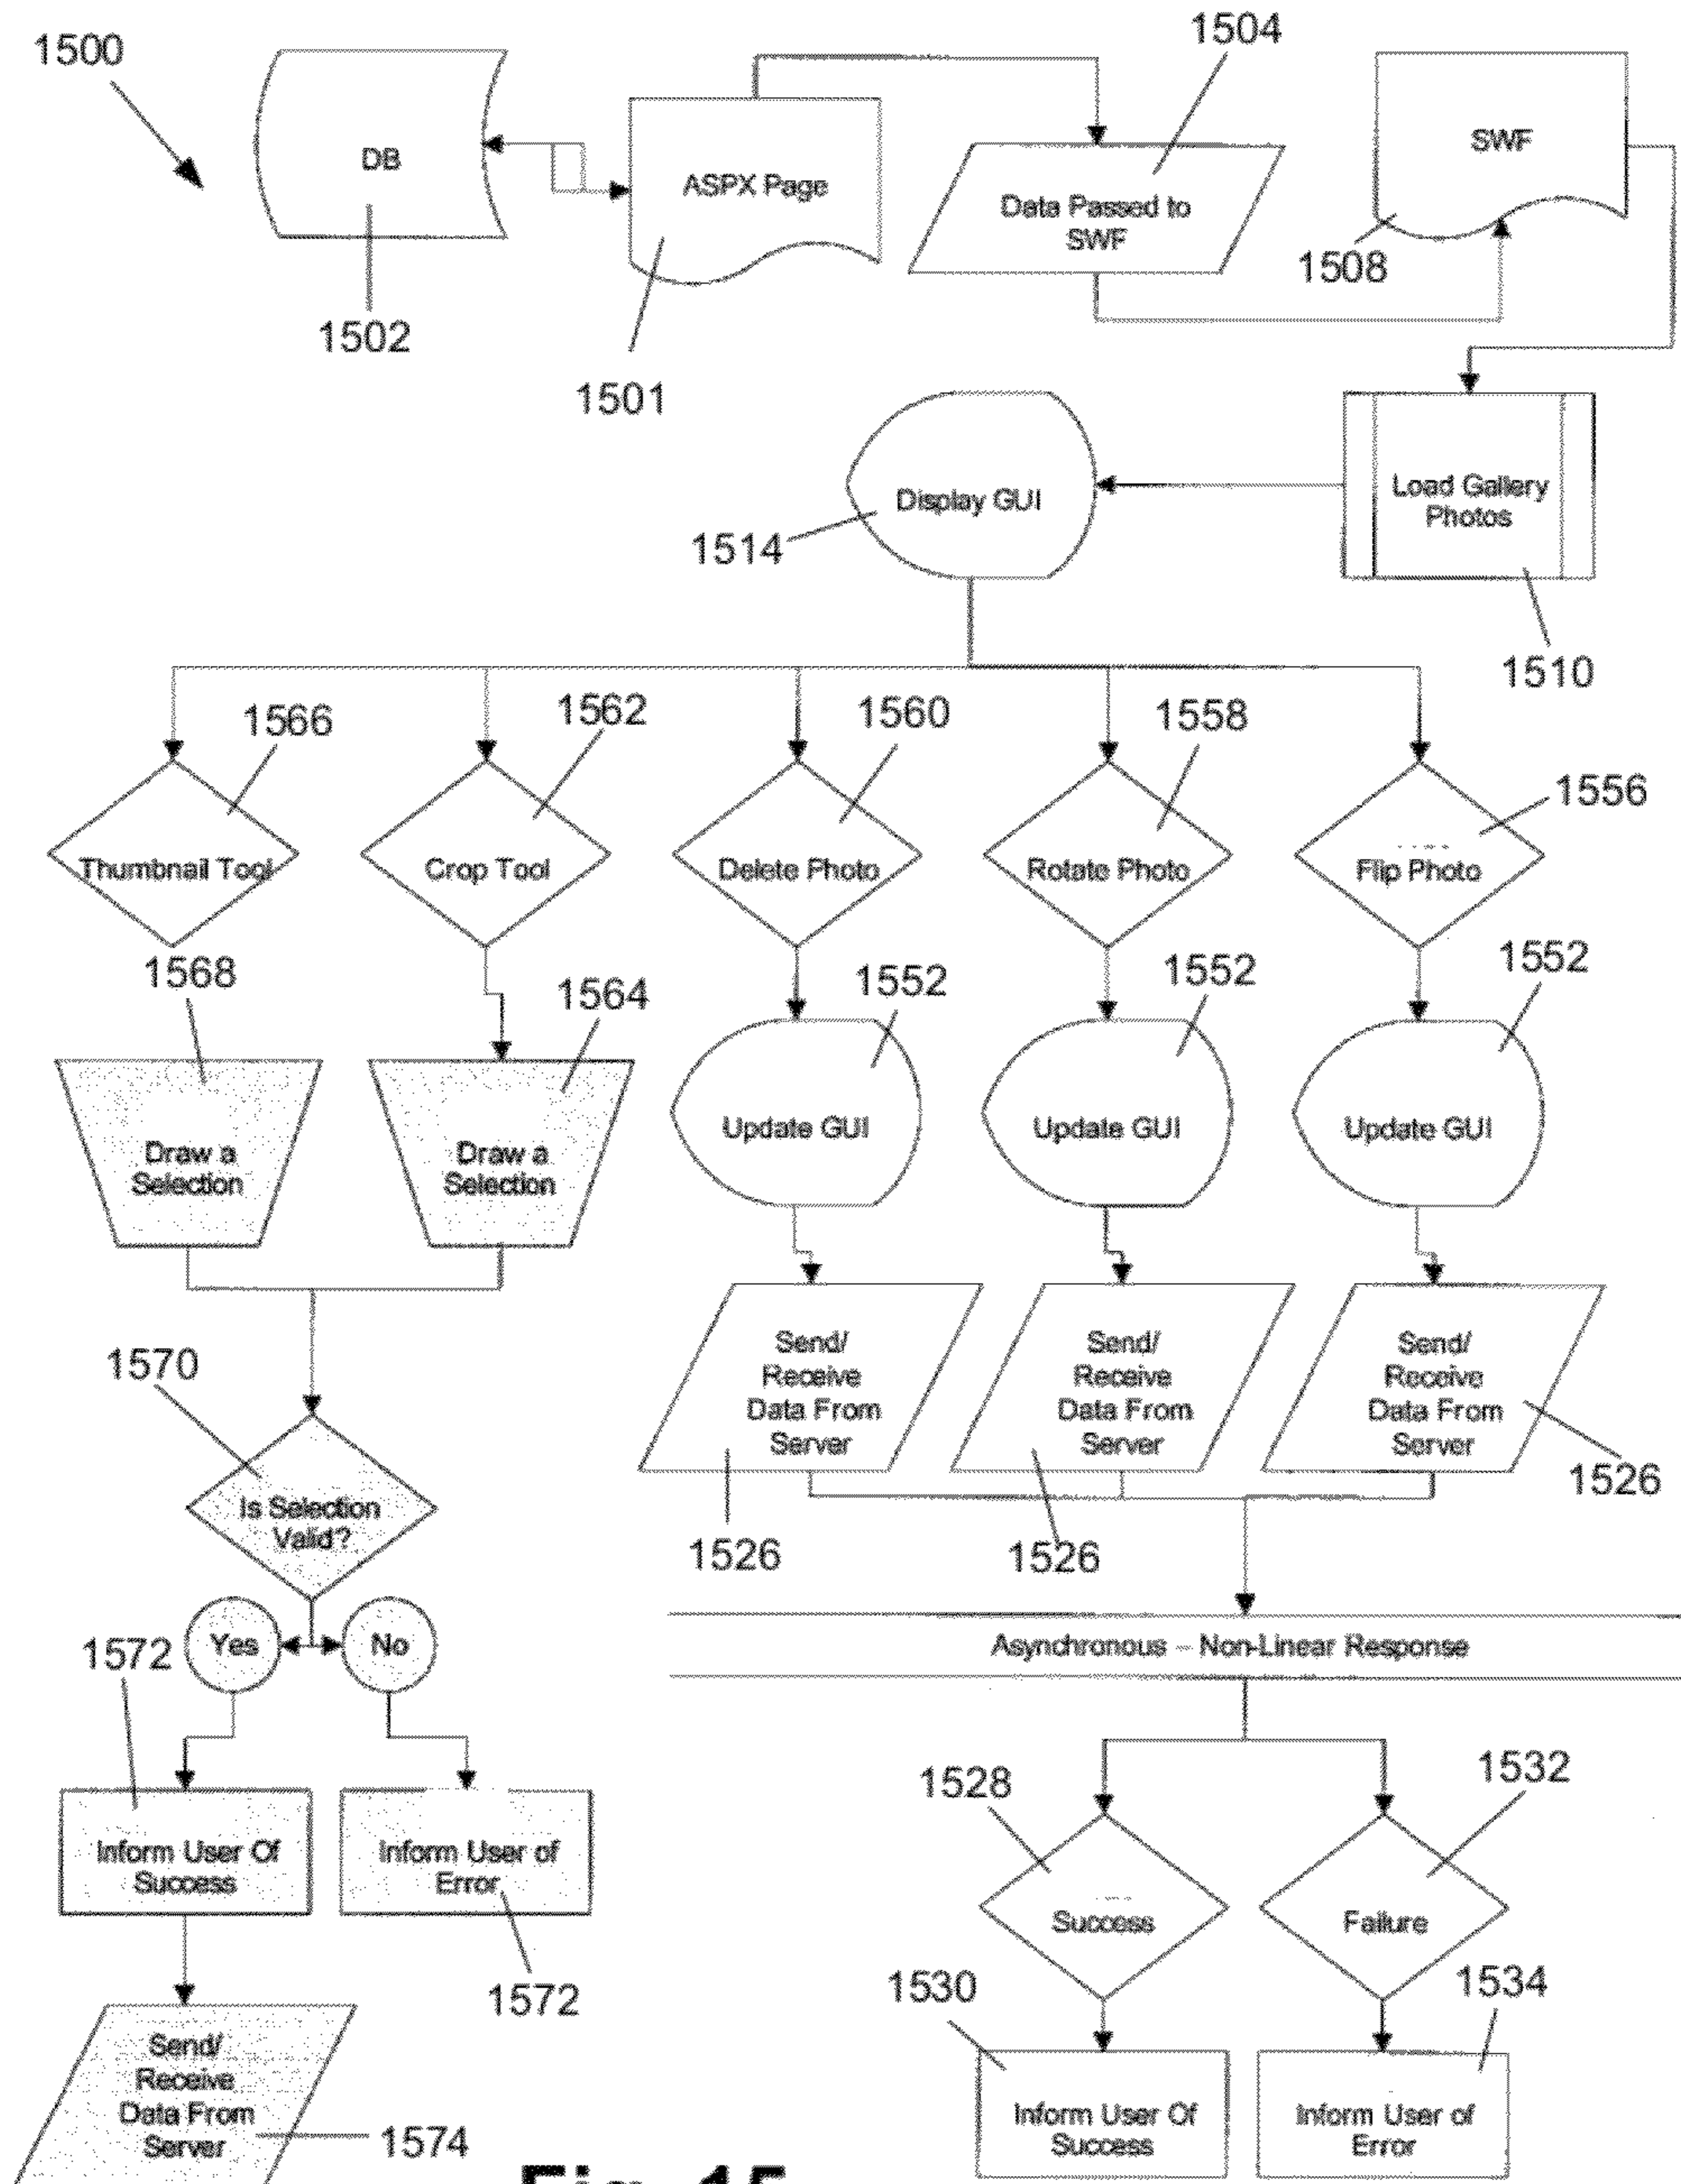 1500
1504
DB
ASPX Page
Data Passed to
SWF
SWF
1508
1502
1501
Display GUI
Load Gallery
Photos
1514
1510
1566
1562
1560
1558
1556
Thumbnail Tool
Crop Tool
Delete Photo
Rotate Photo
Flip Photo
1568
1564
1552
1552
1552
Draw a
Selection
Draw a
Selection
Update GUI
Update GUI
Update GUI
Send/
Receive
Data From
Server
Send/
Receive
Data From
Server
Send/
Receive
Data From
Server
1570
1526
1526
1526
Is Selection
Valid?
Yes
No
Asynchronous – Non-Linear Response
1572
1528
1532
Inform User Of
Success
Inform User of
Error
Success
Failure
1572
1530
1534
Send/
Receive
Data From
Server
1574
Inform User Of
Success
Inform User of
Error
Fig. 15